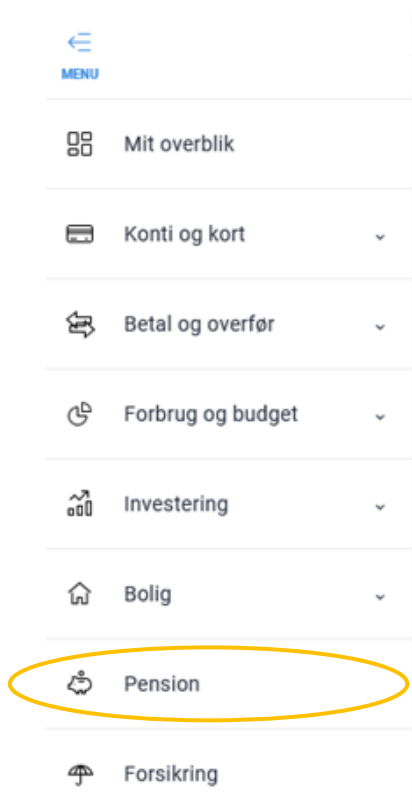 MENU
Mit overblik
Konti og kort
Betal og overfør
Forbrug og budget
Investering
Bolig
Pension
Forsikring